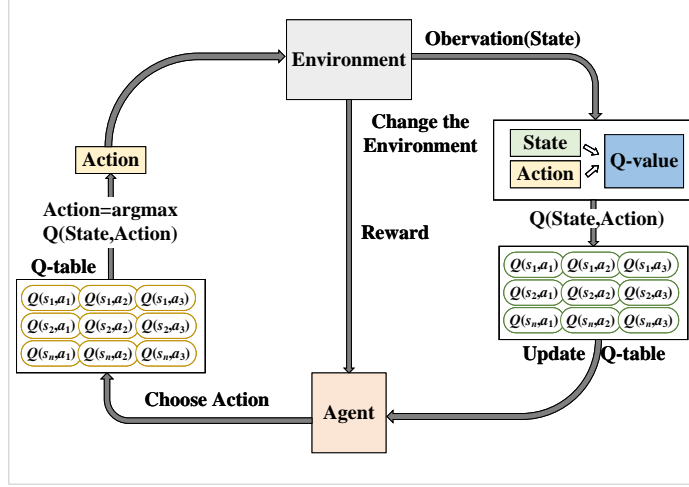 Obervation(State)
Environment
Change the
Environment
State
Action
Q-value
Action
Action=argmax
Q(State,Action)
Q(State,Action)
Reward
Q-table
Q(s1,a1) Q(s1,a2) Q(s1,a3)
Q(s2,a1) Q(s2,a2) Q(s2,a3)
Q(sn,a1) Q(sn,a2) Q(sn,a3)
Q(s1,a1) Q(s1,a2) Q(s1,a3)
Q(s2,a1) Q(s2,a2) Q(s2,a3)
Q(sn,a1) Q(sn,a2) Q(sn,a3)
Update Q-table
Choose Action
Agent